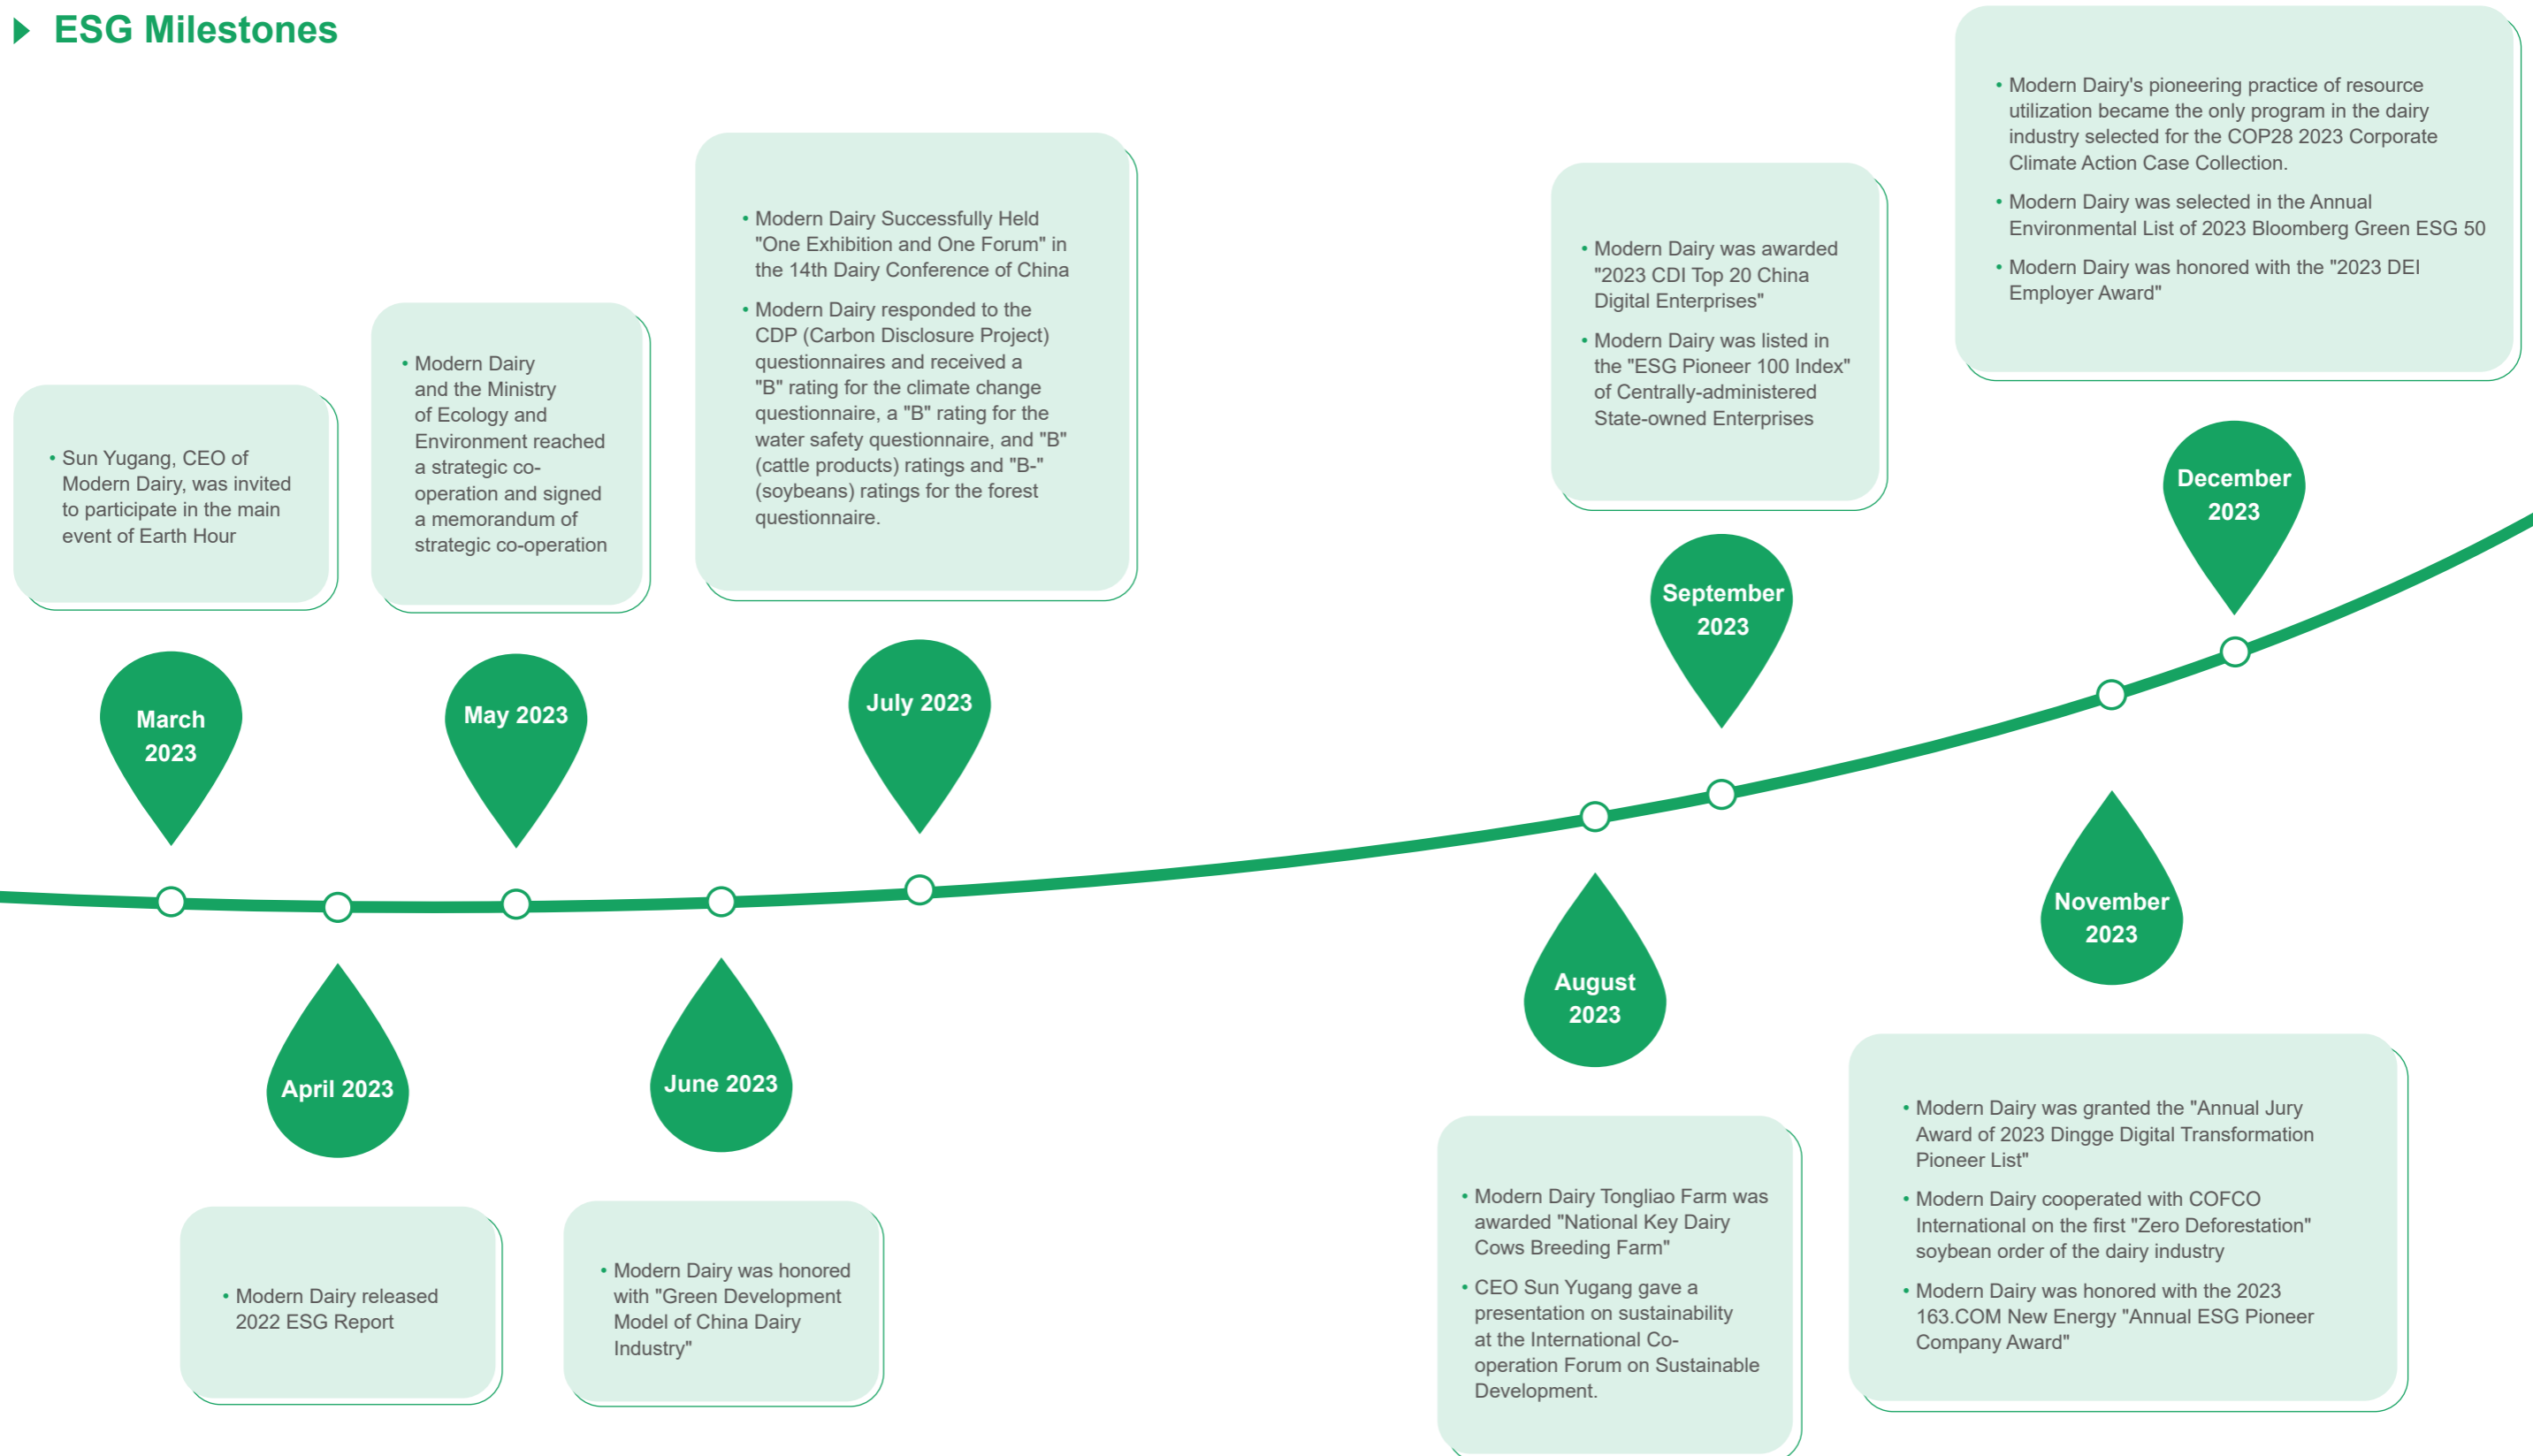 ESG Milestones
• Sun Yugang, CEO of
Modern Dairy, was invited
to participate in the main
event of Earth Hour
March
2023
April 2023
• Modern Dairy released
2022 ESG Report
• Modern Dairy
and the Ministry
of Ecology and
Environment reached
a strategic co-
operation and signed
a memorandum of
strategic co-operation
May 2023
June 2023
• Modern Dairy was honored
with "Green Development
Model of China Dairy
Industry"
• Modern Dairy Successfully Held
"One Exhibition and One Forum" in
the 14th Dairy Conference of China
• Modern Dairy responded to the
CDP (Carbon Disclosure Project)
questionnaires and received a
"B" rating for the climate change
questionnaire, a "B" rating for the
water safety questionnaire, and "B"
(cattle products) ratings and "B-"
(soybeans) ratings for the forest
questionnaire.
July 2023
August
2023
• Modern Dairy Tongliao Farm was
awarded "National Key Dairy
Cows Breeding Farm"
• CEO Sun Yugang gave a
presentation on sustainability
at the International Co-
operation Forum on Sustainable
Development.
• Modern Dairy was awarded
"2023 CDI Top 20 China
Digital Enterprises"
• Modern Dairy was listed in
the "ESG Pioneer 100 Index"
of Centrally-administered
State-owned Enterprises
September
2023
November
2023
• Modern Dairy was granted the "Annual Jury
Award of 2023 Dingge Digital Transformation
Pioneer List"
• Modern Dairy cooperated with COFCO
International on the first "Zero Deforestation"
soybean order of the dairy industry
• Modern Dairy was honored with the 2023
163.COM New Energy "Annual ESG Pioneer
Company Award"
• Modern Dairy's pioneering practice of resource
utilization became the only program in the dairy
industry selected for the COP28 2023 Corporate
Climate Action Case Collection.
• Modern Dairy was selected in the Annual
Environmental List of 2023 Bloomberg Green ESG 50
• Modern Dairy was honored with the "2023 DEI
Employer Award"
December
2023